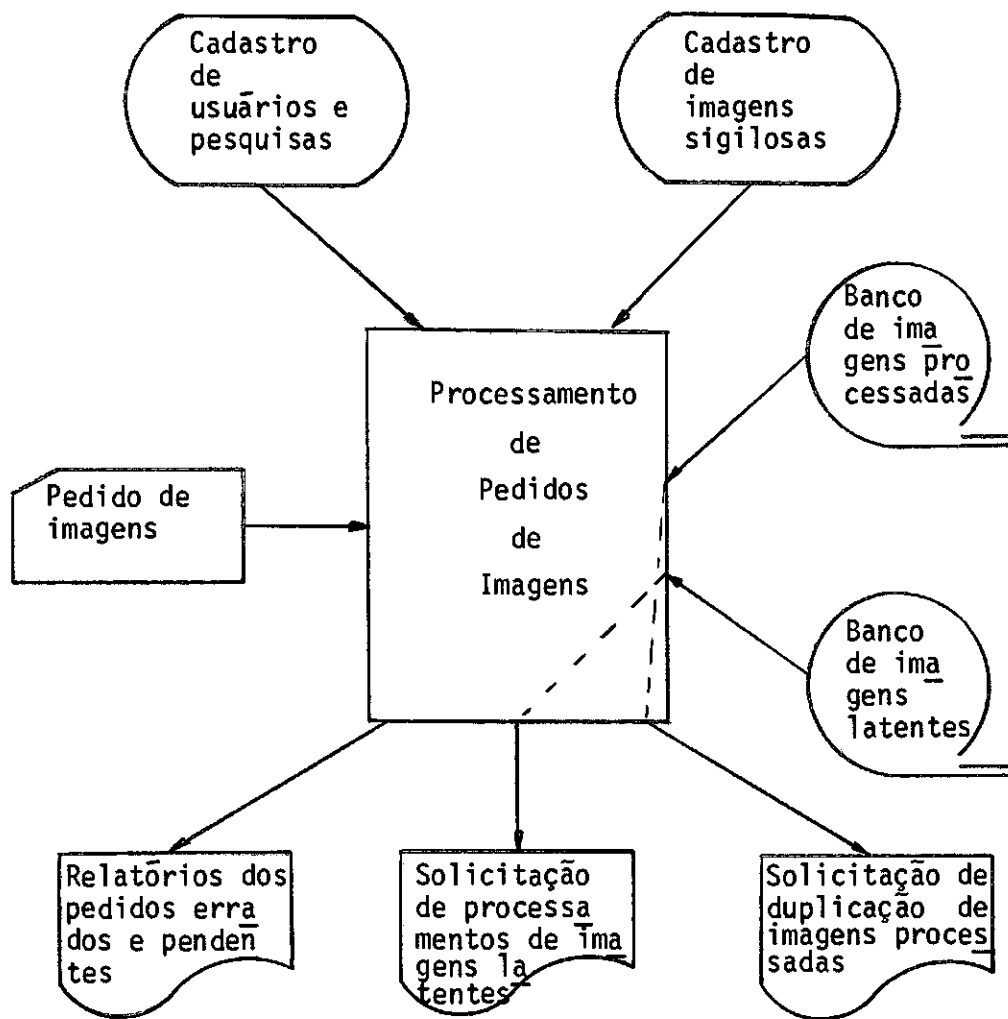 Cadastro
de
usuários e
pesquisas
Cadastro
de
imagens
sigilosas
Banco
de ima
gens pro
cessadas
Processamento
de
Pedidos
de
Imagens
Pedido de
imagens
Banco
de ima
gens
latentes
Relatórios dos
pedidos erra
dos e penden
tes
Solicitação
de processa
mentos de ima
gens la
tentes
Solicitação de
duplicação de
imagens proces
sadas